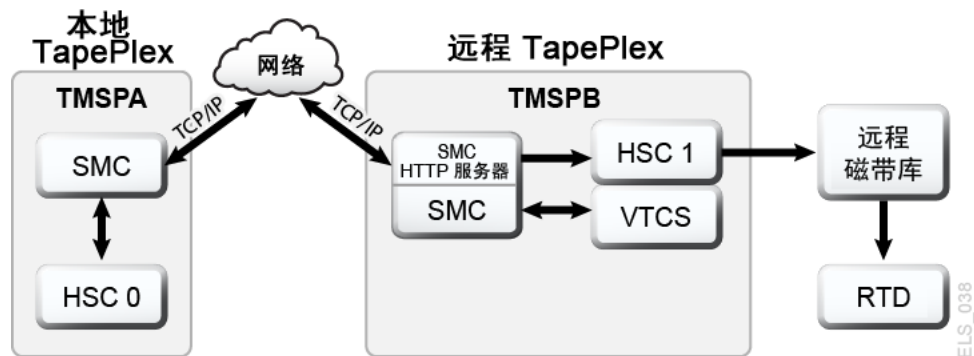 本地
TapePlex
网络
远程 TapePlex
TMSPA
TCP/IP
TCP/IP
TMSPB
SMC
SMC
HTTP 服务器
HSC 1
远程
磁带库
SMC
VTCS
HSC 0
RTD
ELS_038